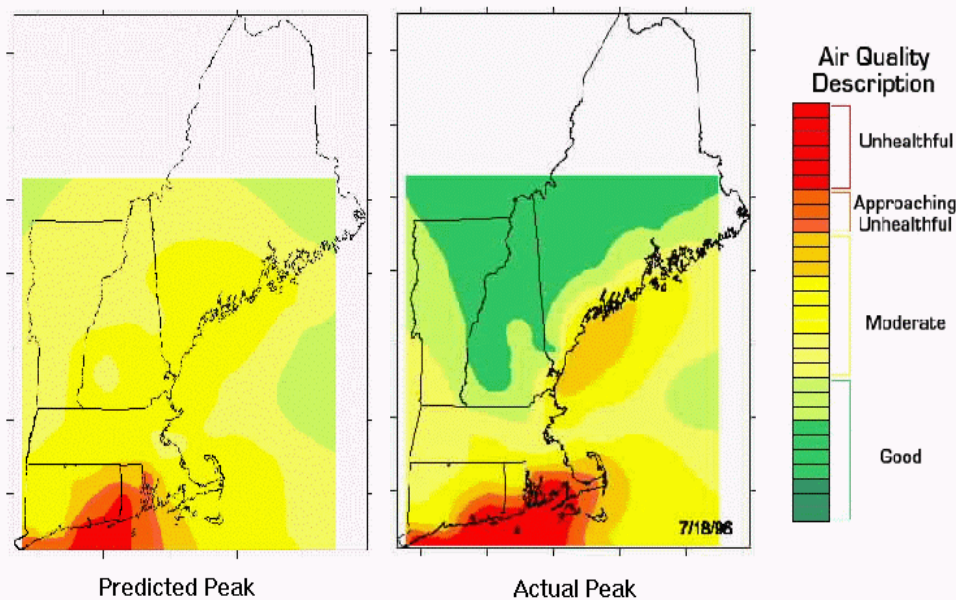 Air Quality
Description
Unhealthful
Approaching
Unhealthful
Moderate
Good
7/18/96
Predicted Peak
Actual Peak